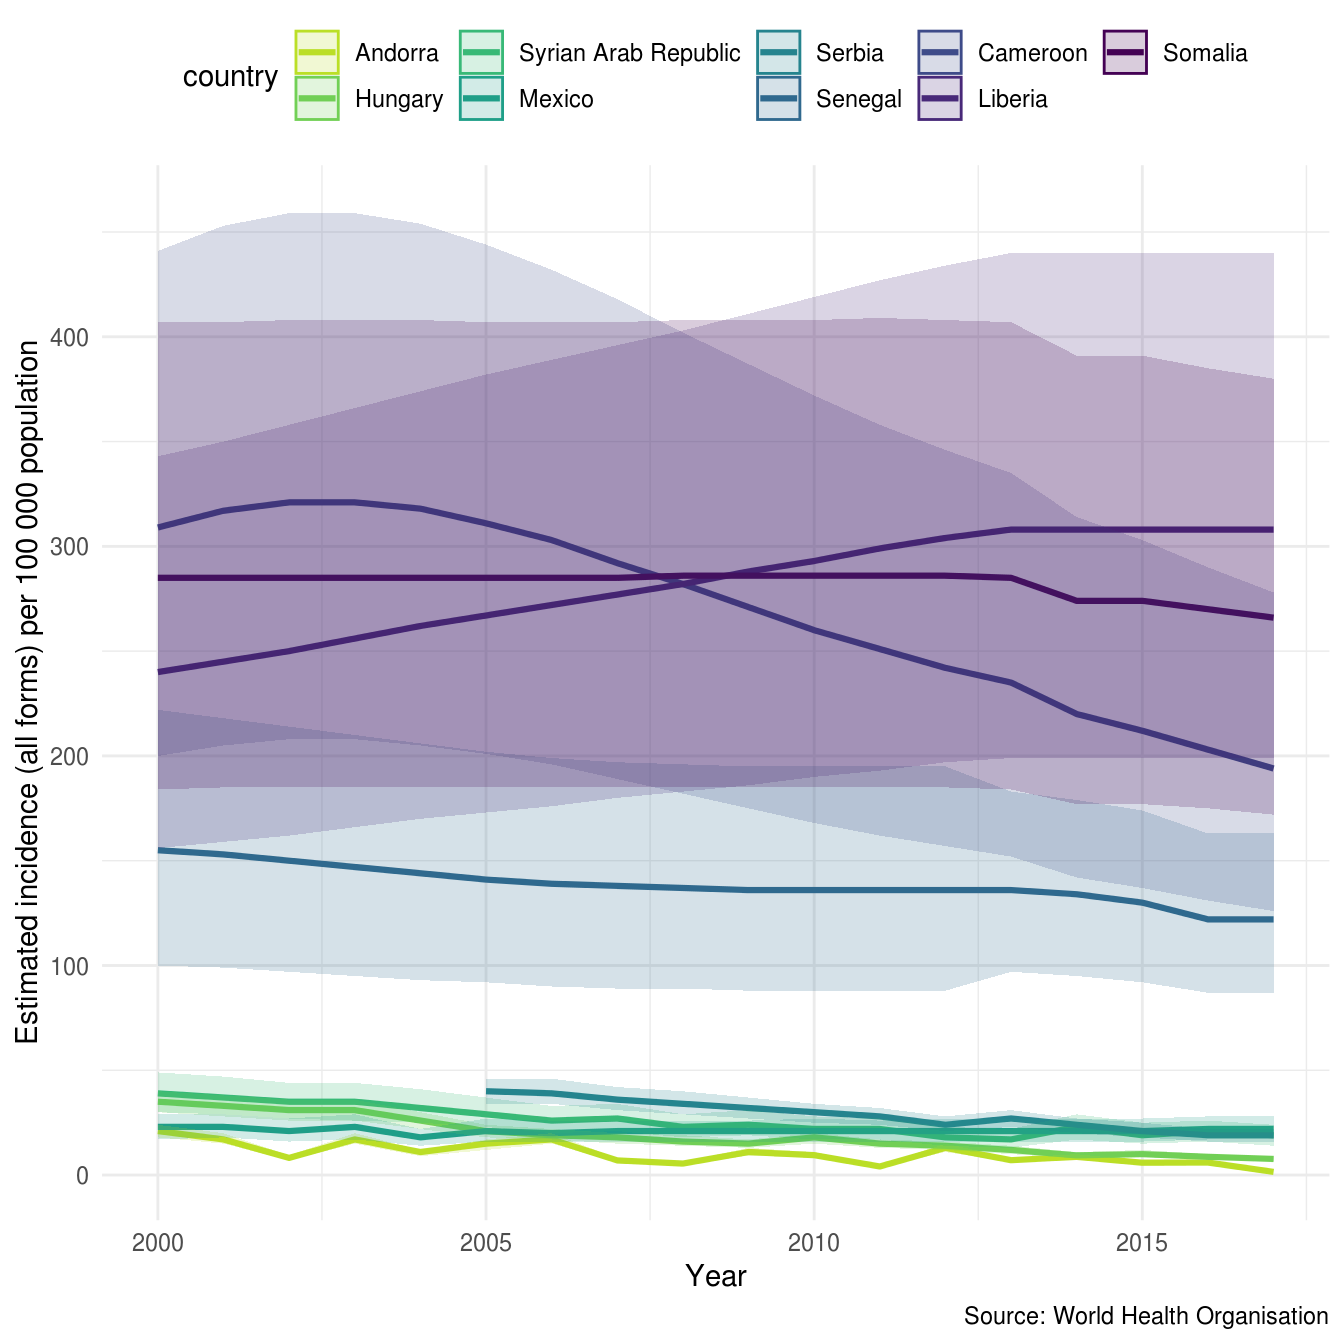 country
Andorra
Syrian Arab Republic
Serbia
Cameroon
Somalia
Hungary
Mexico
Senegal
Liberia
Estimated incidence (all forms) per 100 000 population
400
300
200
100
0
2000
2005
2010
2015
Year
Source: World Health Organisation